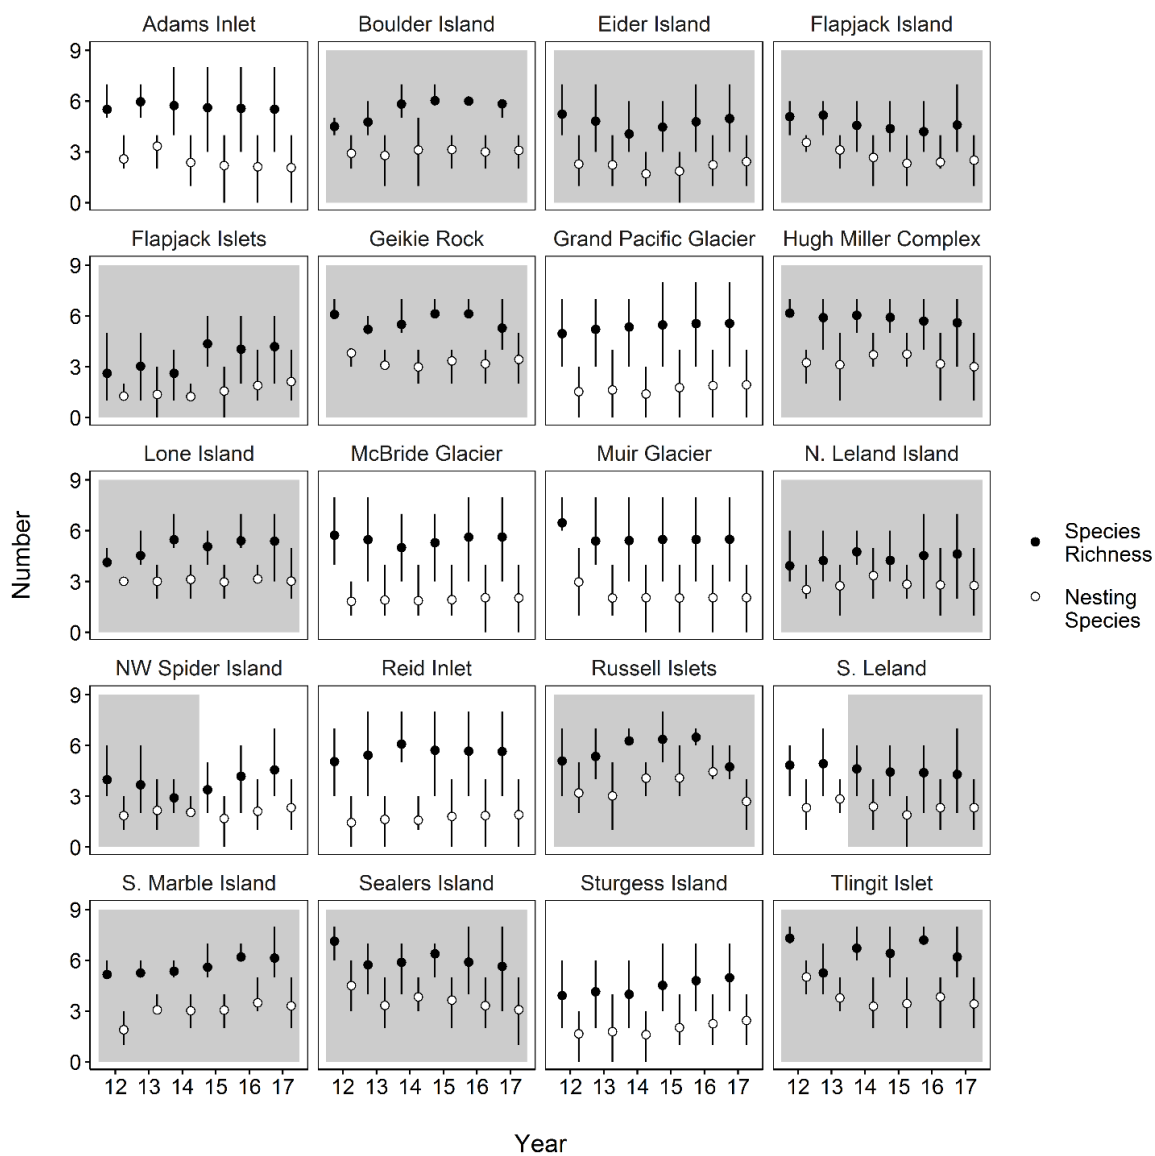 Adams Inlet Boulder Island Eider Island Flapjack Island
9
6
3
0
Flapjack Islets Geikie Rock Grand Pacific Glacier Hugh Miller Complex
9
6
3
0
Lone Island McBride Glacier Muir Glacier N. Leland Island
9
6
3
0
Number
Species
Richness
Nesting
Species
NW Spider Island Reid Inlet Russell Islets S. Leland
9
6
3
0
S. Marble Island Sealers Island Sturgess Island Tlingit Islet
9
6
3
0
12 13 14 15 16 17 12 13 14 15 16 17 12 13 14 15 16 17 12 13 14 15 16 17
Year